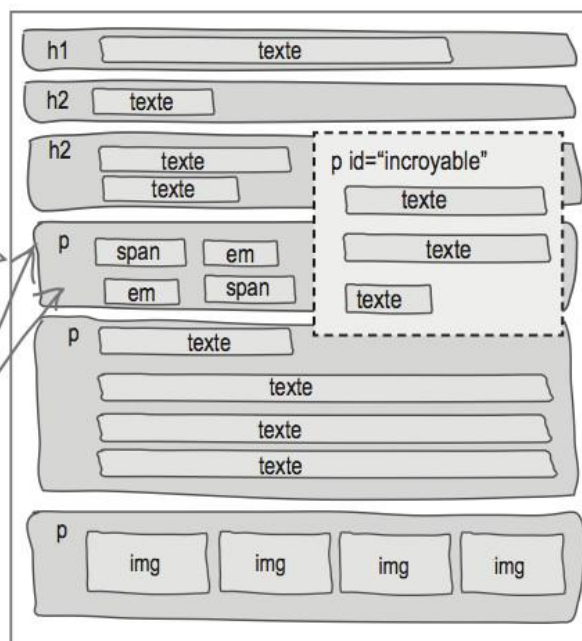 h1
texte
h2
texte
h2
texte
texte
p id=“incroyable”
texte
texte
texte
p
span em
em span
p
texte
texte
texte
texte
p
img img img img